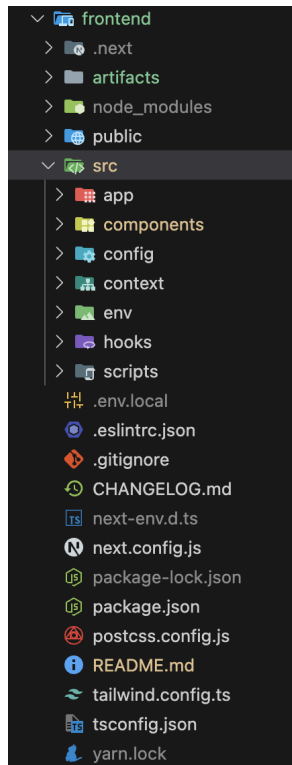 frontend
.next
artifacts
node_modules
public
src
app
components
config
context
env
hooks
scripts
.env.local
.eslintrc.json
.gitignore
CHANGELOG.md
TS next-env.d.ts
next.config.js
package-lock.json
package.json
postcss.config.js
README.md
tailwind.config.ts
tsconfig.json
yarn.lock